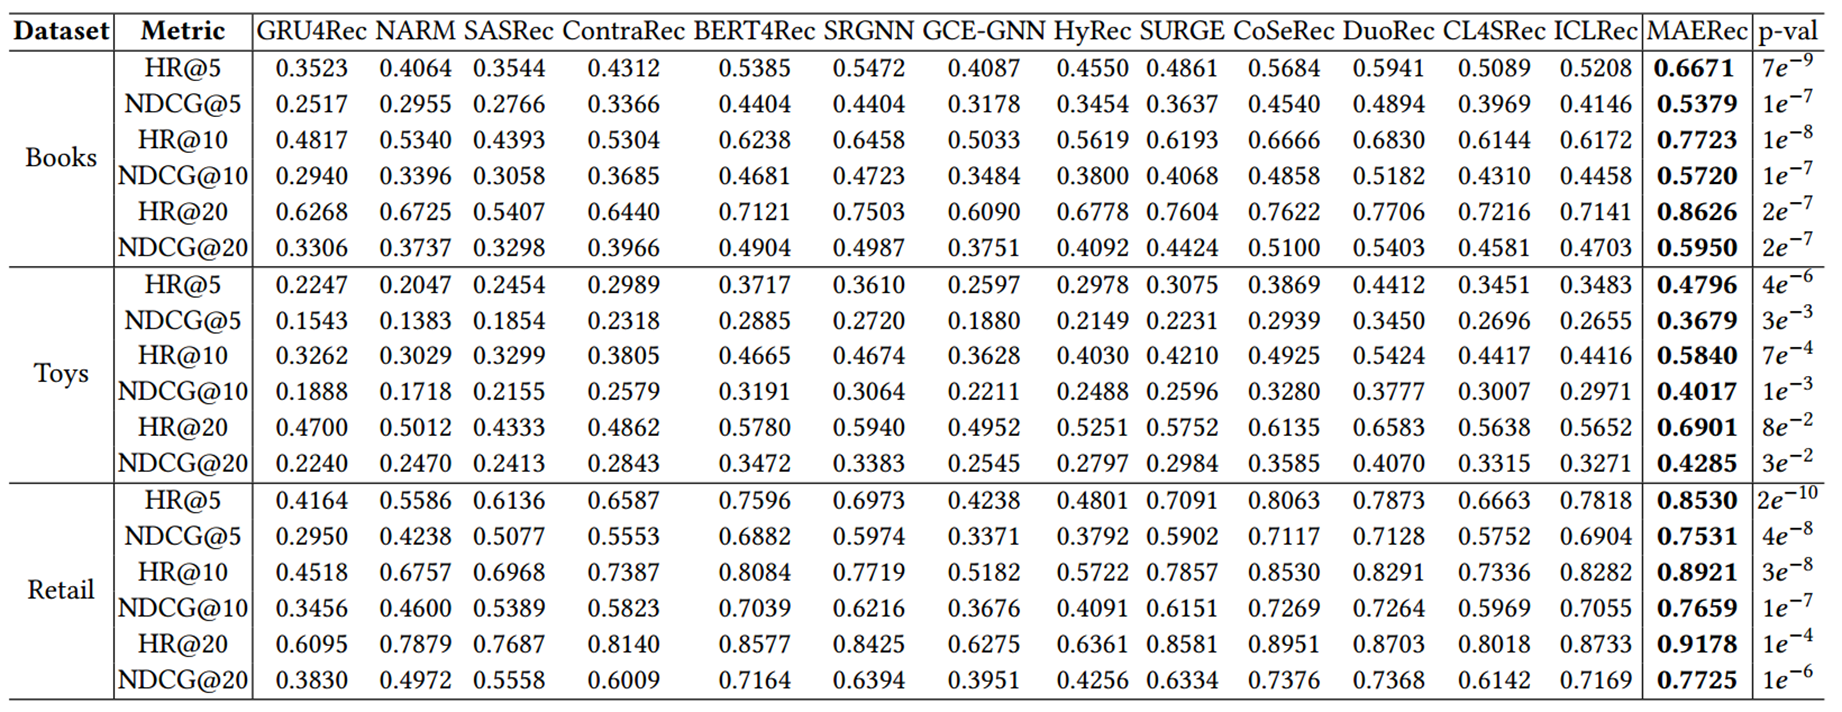 Dataset Metric GRU4Rec NARM SASRec ContraRec BERT4Rec SRGNN GCE-GNN HyRec SURGE CoSeRec DuoRec CL4SRec ICLRec MAERec p-val
HR@5 0.3523 0.4064 0.3544 0.4312 0.5385 0.5472 0.4087 0.4550 0.4861 0.5684 0.5941 0.5089 0.5208 0.6671 7e⁻⁹
NDCG@5 0.2517 0.2955 0.2766 0.3366 0.4404 0.4404 0.3178 0.3454 0.3637 0.4540 0.4894 0.3969 0.4146 0.5379 1e⁻⁷
HR@10 0.4817 0.5340 0.4393 0.5304 0.6238 0.6458 0.5033 0.5619 0.6193 0.6666 0.6830 0.6144 0.6172 0.7723 1e⁻⁸
Books
NDCG@10 0.2940 0.3396 0.3058 0.3685 0.4681 0.4723 0.3484 0.3800 0.4068 0.4858 0.5182 0.4310 0.4458 0.5720 1e⁻⁷
HR@20 0.6268 0.6725 0.5407 0.6440 0.7121 0.7503 0.6090 0.6778 0.7604 0.7622 0.7706 0.7216 0.7141 0.8626 2e⁻⁷
NDCG@20 0.3306 0.3737 0.3298 0.3966 0.4904 0.4987 0.3751 0.4092 0.4424 0.5100 0.5403 0.4581 0.4703 0.5950 2e⁻⁷
HR@5 0.2247 0.2047 0.2454 0.2989 0.3717 0.3610 0.2597 0.2978 0.3075 0.3869 0.4412 0.3451 0.3483 0.4796 4e⁻⁶
NDCG@5 0.1543 0.1383 0.1854 0.2318 0.2885 0.2720 0.1880 0.2149 0.2231 0.2939 0.3450 0.2696 0.2655 0.3679 3e⁻³
HR@10 0.3262 0.3029 0.3299 0.3805 0.4665 0.4674 0.3628 0.4030 0.4210 0.4925 0.5424 0.4417 0.4416 0.5840 7e⁻⁴
Toys
NDCG@10 0.1888 0.1718 0.2155 0.2579 0.3191 0.3064 0.2211 0.2488 0.2596 0.3280 0.3777 0.3007 0.2971 0.4017 1e⁻³
HR@20 0.4700 0.5012 0.4333 0.4862 0.5780 0.5940 0.4952 0.5251 0.5752 0.6135 0.6583 0.5638 0.5652 0.6901 8e⁻²
NDCG@20 0.2240 0.2470 0.2413 0.2843 0.3472 0.3383 0.2545 0.2797 0.2984 0.3585 0.4070 0.3315 0.3271 0.4285 3e⁻²
HR@5 0.4164 0.5586 0.6136 0.6587 0.7596 0.6973 0.4238 0.4801 0.7091 0.8063 0.7873 0.6663 0.7818 0.8530 2e⁻¹⁰
NDCG@5 0.2950 0.4238 0.5077 0.5553 0.6882 0.5974 0.3371 0.3792 0.5902 0.7117 0.7128 0.5752 0.6904 0.7531 4e⁻⁸
HR@10 0.4518 0.6757 0.6968 0.7387 0.8084 0.7719 0.5182 0.5722 0.7857 0.8530 0.8291 0.7336 0.8282 0.8921 3e⁻⁸
Retail
NDCG@10 0.3456 0.4600 0.5389 0.5823 0.7039 0.6216 0.3676 0.4091 0.6151 0.7269 0.7264 0.5969 0.7055 0.7659 1e⁻⁷
HR@20 0.6095 0.7879 0.7687 0.8140 0.8577 0.8425 0.6275 0.6361 0.8581 0.8951 0.8703 0.8018 0.8733 0.9178 1e⁻⁴
NDCG@20 0.3830 0.4972 0.5558 0.6009 0.7164 0.6394 0.3951 0.4256 0.6334 0.7376 0.7368 0.6142 0.7169 0.7725 1e⁻⁶